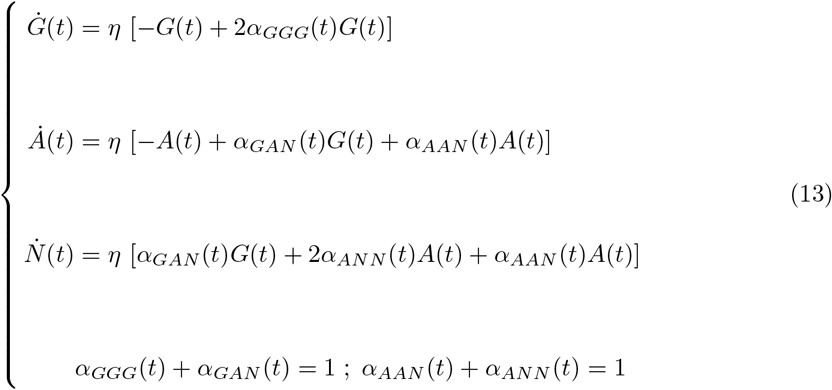 Ġ(t) = η [−G(t) + 2α_{GGG}(t)G(t)]
Ȧ(t) = η [−A(t) + α_{GAN}(t)G(t) + α_{AAN}(t)A(t)]
(13)
Ṅ(t) = η [α_{GAN}(t)G(t) + 2α_{ANN}(t)A(t) + α_{AAN}(t)A(t)]
α_{GGG}(t) + α_{GAN}(t) = 1 ; α_{AAN}(t) + α_{ANN}(t) = 1